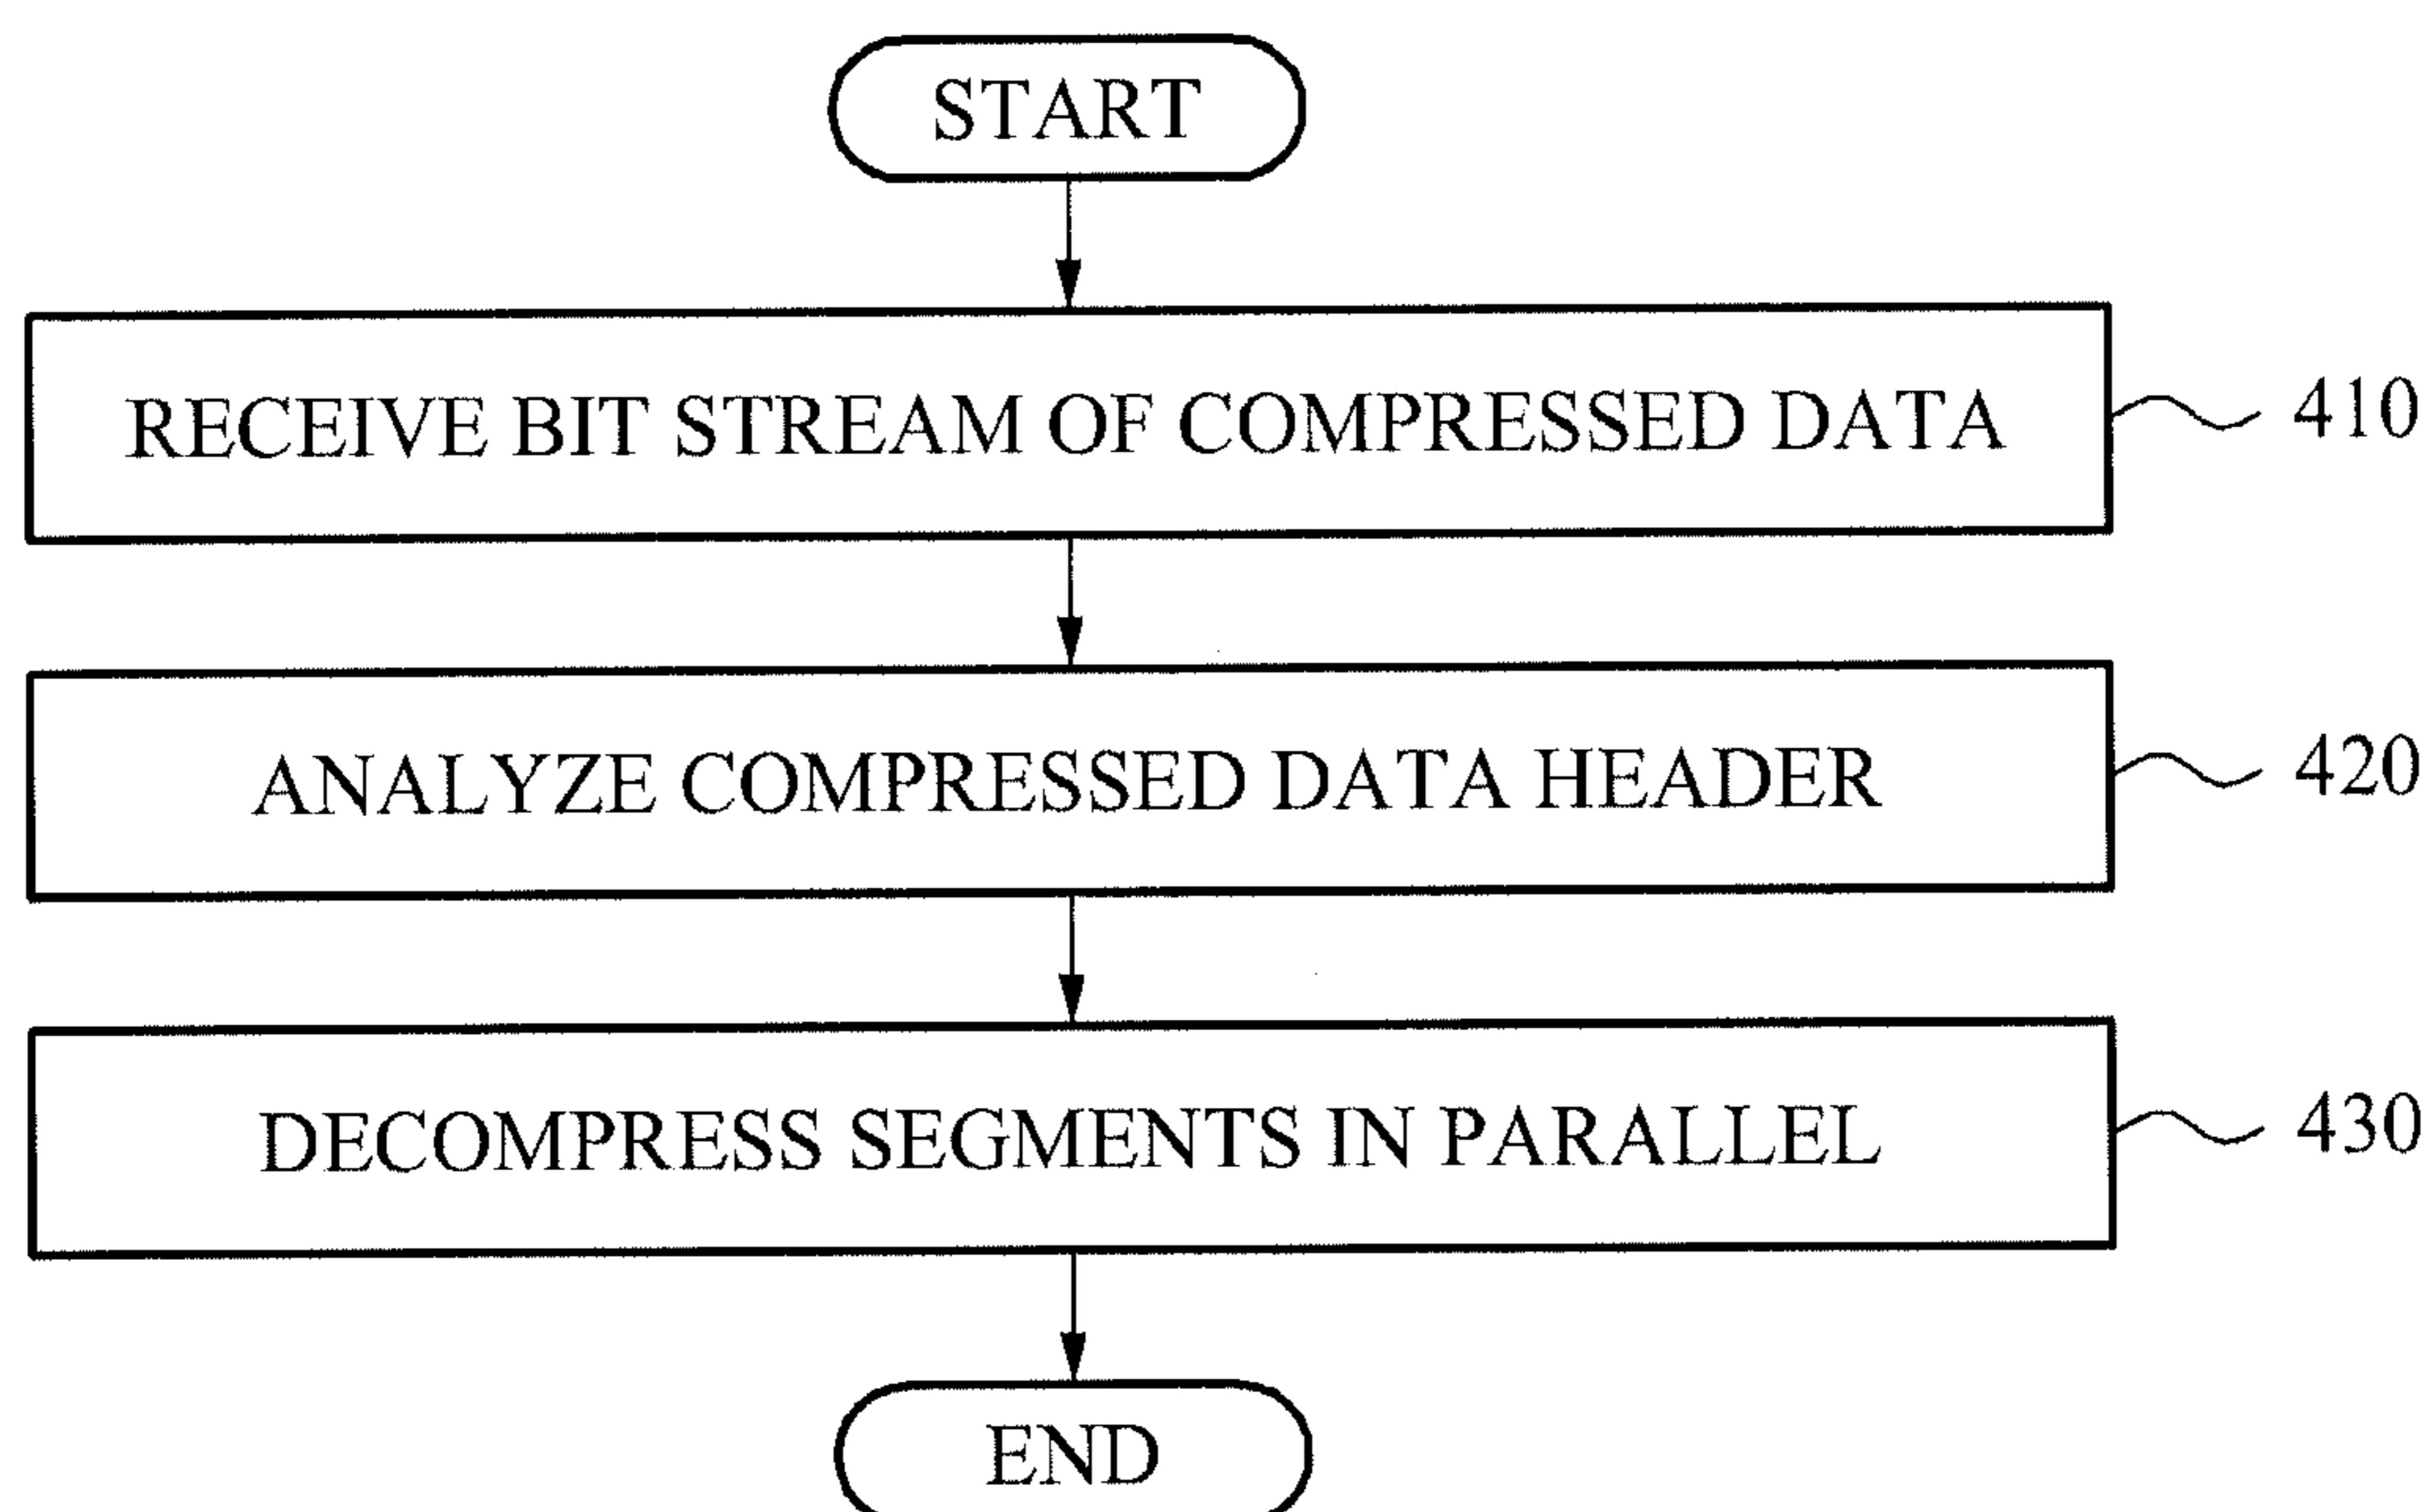 START
RECEIVE BIT STREAM OF COMPRESSED DATA 410
ANALYZE COMPRESSED DATA HEADER 420
DECOMPRESS SEGMENTS IN PARALLEL 430
END